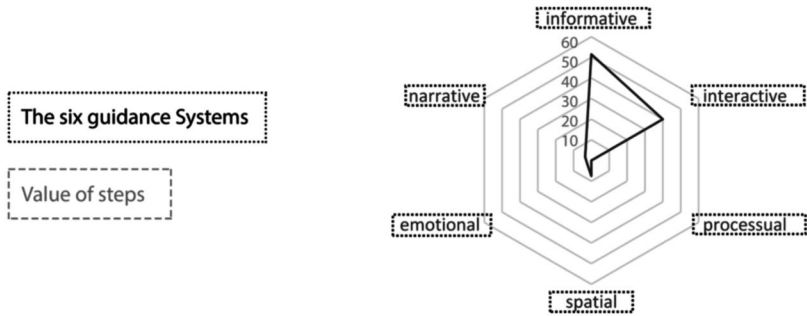 informative
60
50
40
30
20
10
narrative
interactive
The six guidance Systems
Value of steps
emotional
processual
spatial